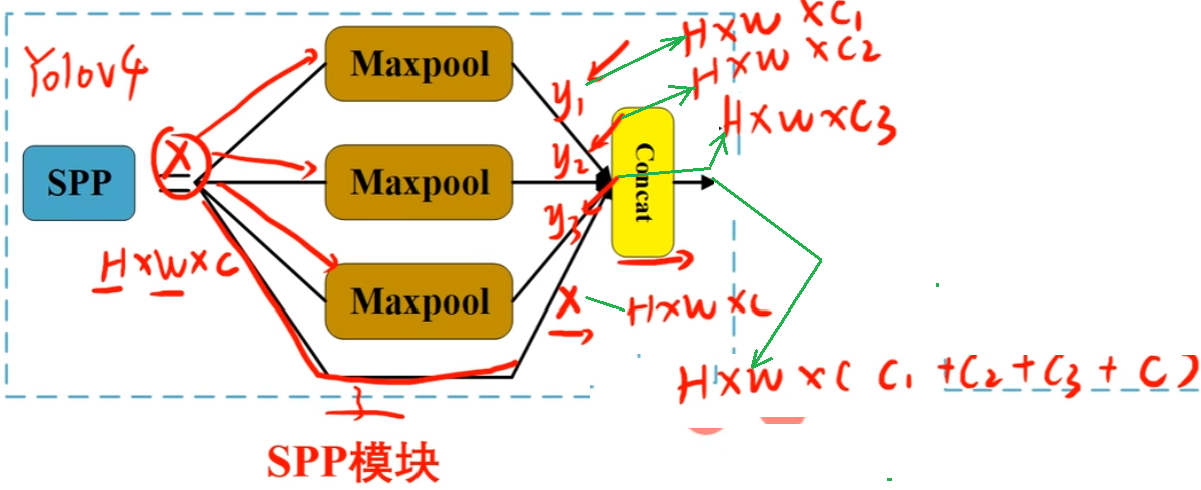 Yolov4
SPP
X
H×W×C
Maxpool
Maxpool
Maxpool
y1
y2
y3
X
Concat
H×W×C1
H×W×C2
H×W×C3
H×W×C
H×W×(C1+C2+C3+C)
SPP模块